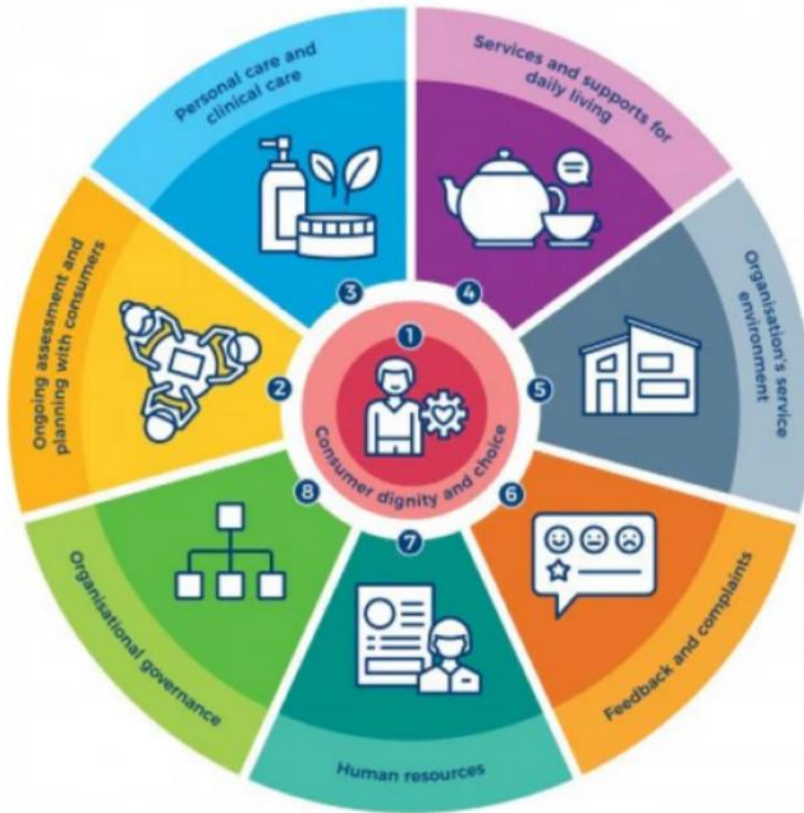 1
Consumer dignity and choice
2
Ongoing assessment and
planning with consumers
3
Personal care and
clinical care
4
Services and supports for
daily living
5
Organisation's service
environment
6
Feedback and complaints
7
Human resources
8
Organisational governance